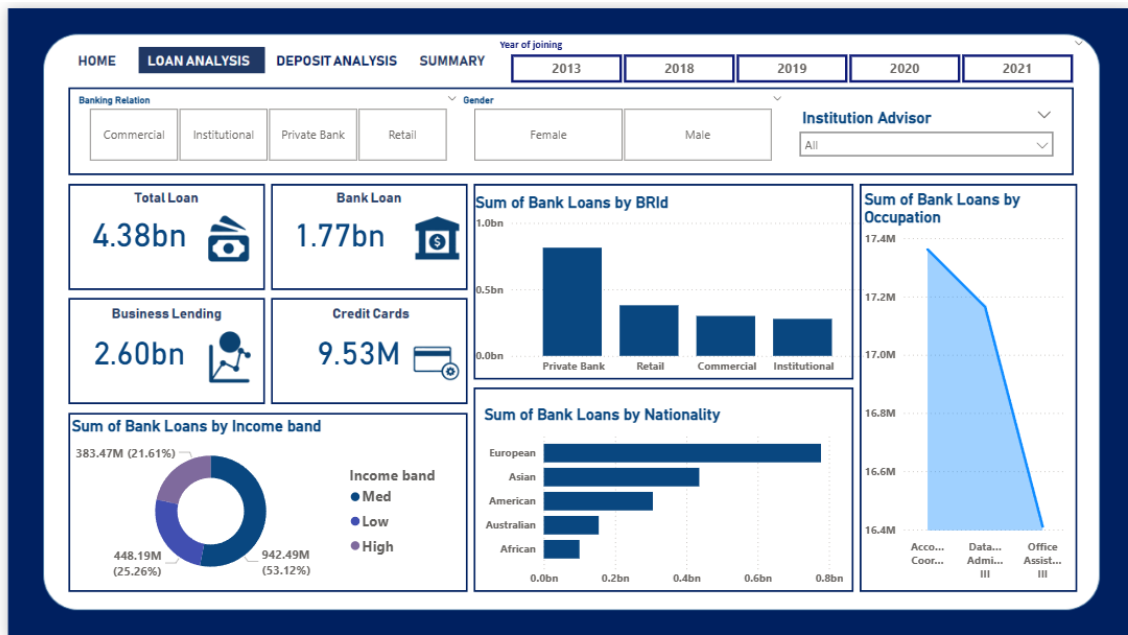 Year of joining
HOME LOAN ANALYSIS DEPOSIT ANALYSIS SUMMARY
2013 2018 2019 2020 2021
Banking Relation
Commercial Institutional Private Bank Retail
Gender
Female Male
Institution Advisor
All
Total Loan
4.38bn
Bank Loan
1.77bn
Business Lending
2.60bn
Credit Cards
9.53M
Sum of Bank Loans by BRId
1.0bn
0.5bn
0.0bn
Private Bank Retail Commercial Institutional
Sum of Bank Loans by
Occupation
17.4M
17.2M
17.0M
16.8M
16.6M
16.4M
Acco... Data... Office
Coor... Admi... Assist...
III III
Sum of Bank Loans by Income band
383.47M (21.61%)
448.19M
(25.26%)
942.49M
(53.12%)
Income band
Med
Low
High
Sum of Bank Loans by Nationality
European
Asian
American
Australian
African
0.0bn 0.2bn 0.4bn 0.6bn 0.8bn